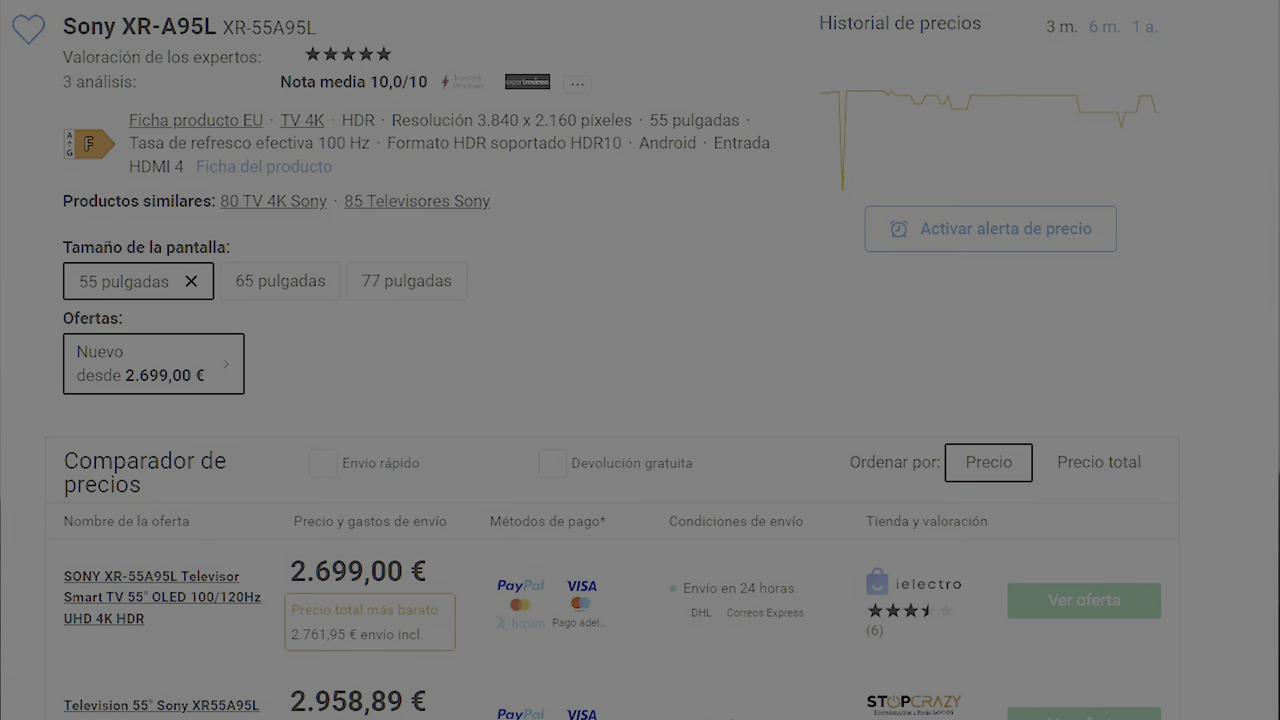 Sony XR-A95L XR-55A95L
Valoración de los expertos:
3 análisis:
Nota media 10,0/10
Trusted
Reviews
expertreviews
...
A
G
F
Ficha producto EU · TV 4K · HDR · Resolución 3.840 x 2.160 píxeles · 55 pulgadas ·
Tasa de refresco efectiva 100 Hz · Formato HDR soportado HDR10 · Android · Entrada
HDMI 4 Ficha del producto
Productos similares: 80 TV 4K Sony · 85 Televisores Sony
Tamaño de la pantalla:
55 pulgadas
65 pulgadas
77 pulgadas
Ofertas:
Nuevo
desde 2.699,00 €
Historial de precios
3 m. 6 m. 1 a.
Activar alerta de precio
Comparador de
precios
Envio rápido
Devolución gratuita
Ordenar por: Precio
Precio total
Nombre de la oferta
Precio y gastos de envío
Métodos de pago*
Condiciones de envío
Tienda y valoración
SONY XR-55A95L Televisor
Smart TV 55" OLED 100/120Hz
UHD 4K HDR
2.699,00 €
Precio total más barato
2.761,95 € envío incl.
PayPal VISA
bizum Pago adel...
Envío en 24 horas
DHL Correos Express
ielectro
(6)
Ver oferta
Television 55" Sony XR55A95L
2.958,89 €
PayPal VISA
STOPCRAZY